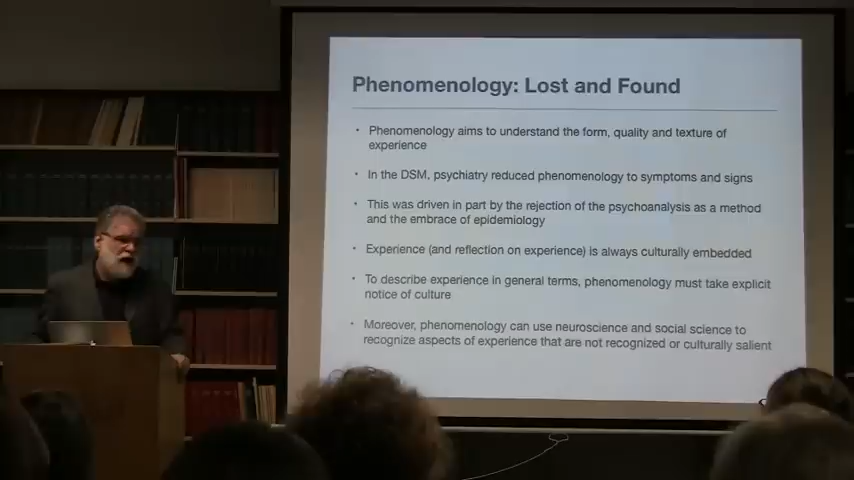 Phenomenology: Lost and Found
• Phenomenology aims to understand the form, quality and texture of
experience
• In the DSM, psychiatry reduced phenomenology to symptoms and signs
• This was driven in part by the rejection of the psychoanalysis as a method
and the embrace of epidemiology
• Experience (and reflection on experience) is always culturally embedded
• To describe experience in general terms, phenomenology must take explicit
notice of culture
• Moreover, phenomenology can use neuroscience and social science to
recognize aspects of experience that are not recognized or culturally salient